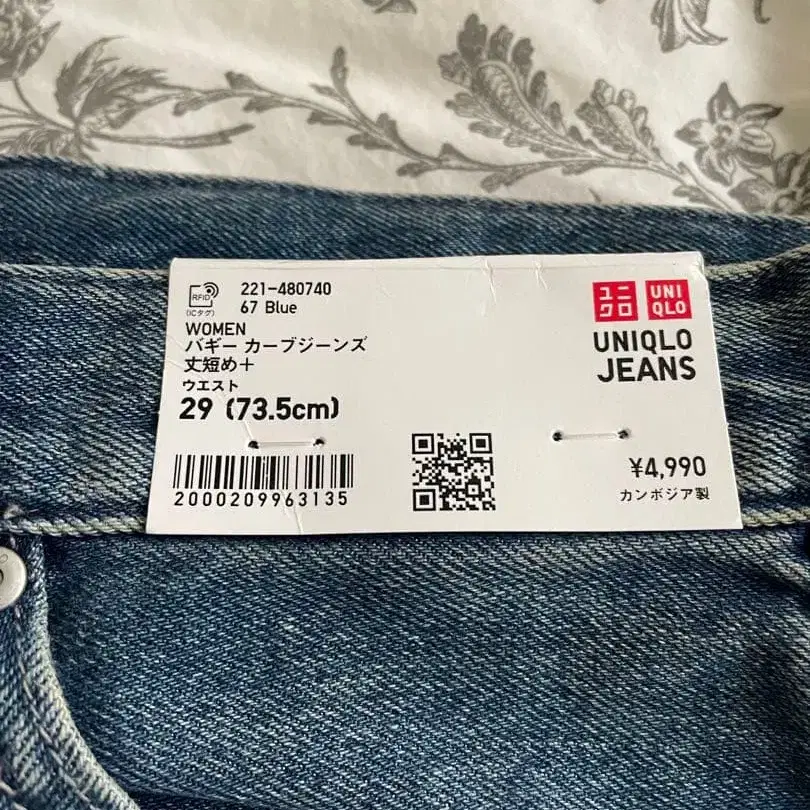 RFID
(ICタグ)
221-480740
67 Blue
WOMEN
バギー カーブジーンズ
丈短め+
ウエスト
29 (73.5cm)
2000209963135
ユニクロ
UNI
QLO
UNIQLO
JEANS
¥4,990
カンボジア製